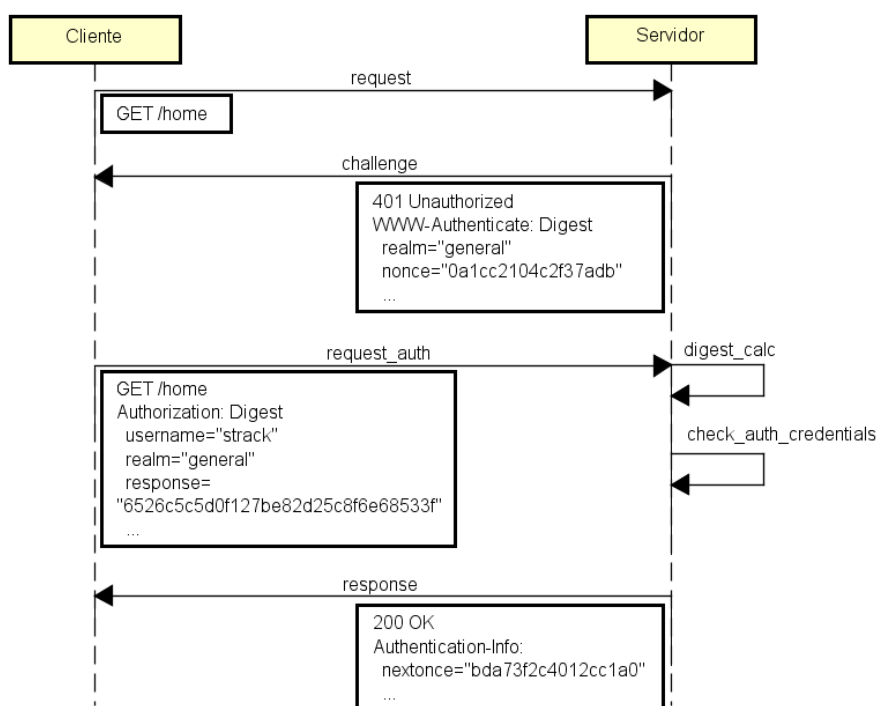 Cliente
Servidor
request
GET /home
challenge
401 Unauthorized
WWW-Authenticate: Digest
realm="general"
nonce="0a1cc2104c2f37adb"
...
request_auth
digest_calc
GET /home
Authorization: Digest
username="strack"
realm="general"
response=
"6526c5c5d0f127be82d25c8f6e68533f"
...
check_auth_credentials
response
200 OK
Authentication-Info:
nextonce="bda73f2c4012cc1a0"
...